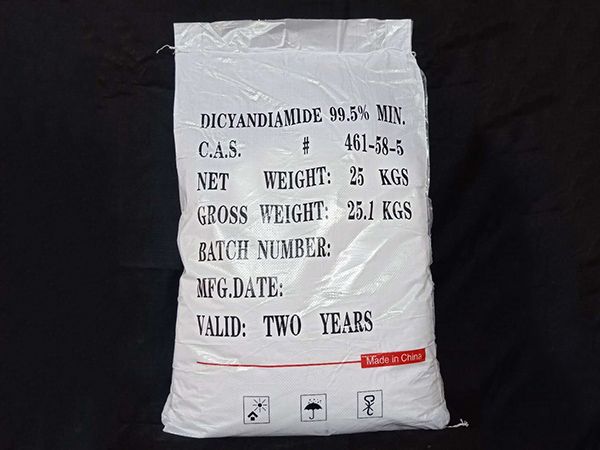 DICYANDIAMIDE 99.5% MIN.
C.A.S. # 461-58-5
NET WEIGHT: 25 KGS
GROSS WEIGHT: 25.1 KGS
BATCH NUMBER:
MFG.DATE:
VALID: TWO YEARS
Made in China